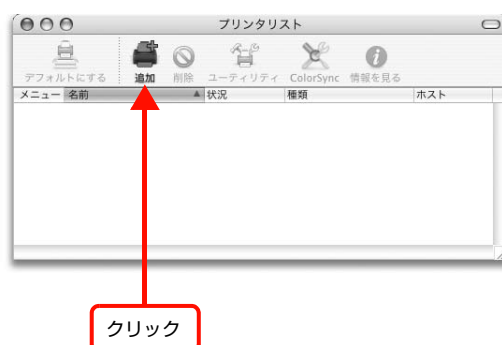 プリンタリスト
デフォルトにする 追加 削除 ユーティリティ ColorSync 情報を見る
メニュー 名前 状況 種類 ホスト
クリック